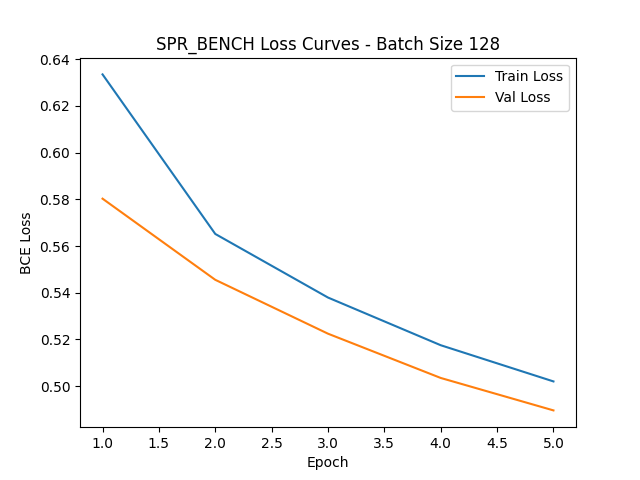 SPR_BENCH Loss Curves - Batch Size 128
Train Loss
Val Loss
BCE Loss
0.64
0.62
0.60
0.58
0.56
0.54
0.52
0.50
1.0 1.5 2.0 2.5 3.0 3.5 4.0 4.5 5.0
Epoch